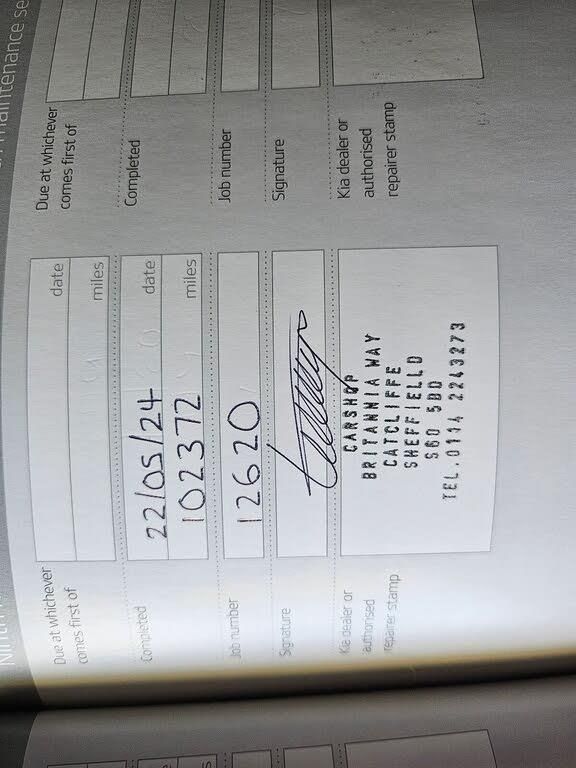 Due at whichever
comes first of
date
miles
Completed
22/05/24 date
102372 miles
Job number
12620
Signature
Kia dealer or
authorised
repairer stamp
CARSHOP
BRITANNIA WAY
CATCLIFFE
SHEFFIELLD
S60 5BD
TEL.0114 2243273
maintenance se
Due at whichever
comes first of
Completed
Job number
Signature
Kia dealer or
authorised
repairer stamp